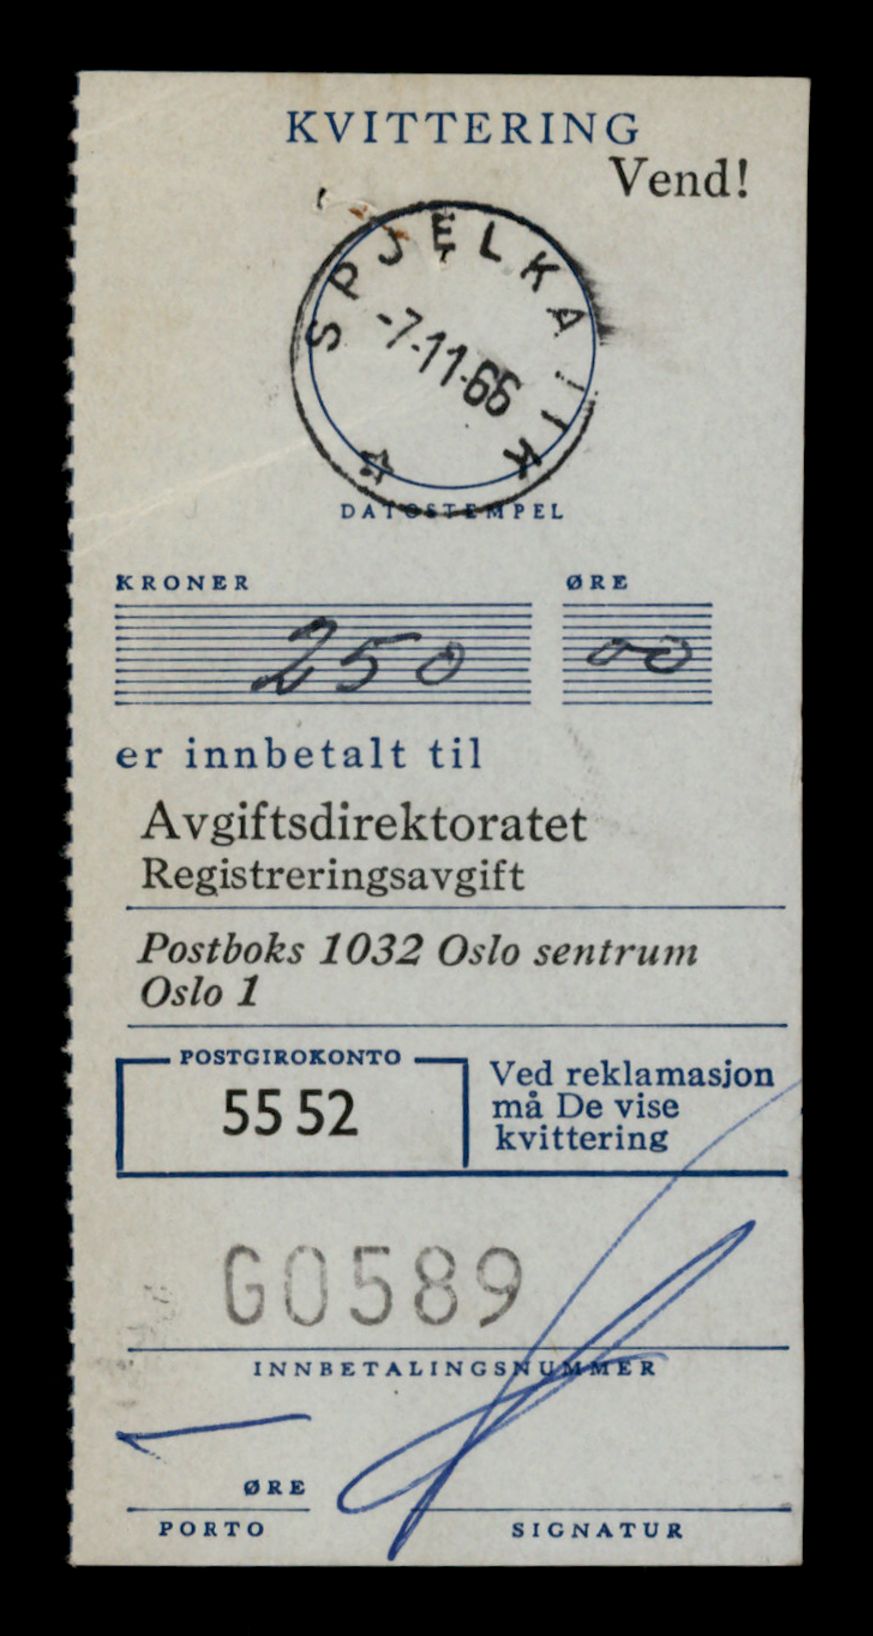 KVITTERING
Vend!
SPJELKAVIK
-7.11.66
DATOSTEMPEL
KRONER ØRE
250 00
er innbetalt til
Avgiftsdirektoratet
Registreringsavgift
Postboks 1032 Oslo sentrum
Oslo 1
POSTGIROKONTO
55 52
Ved reklamasjon
må De vise
kvittering
G0589
INNBETALINGSNUMMER
ØRE
PORTO SIGNATUR